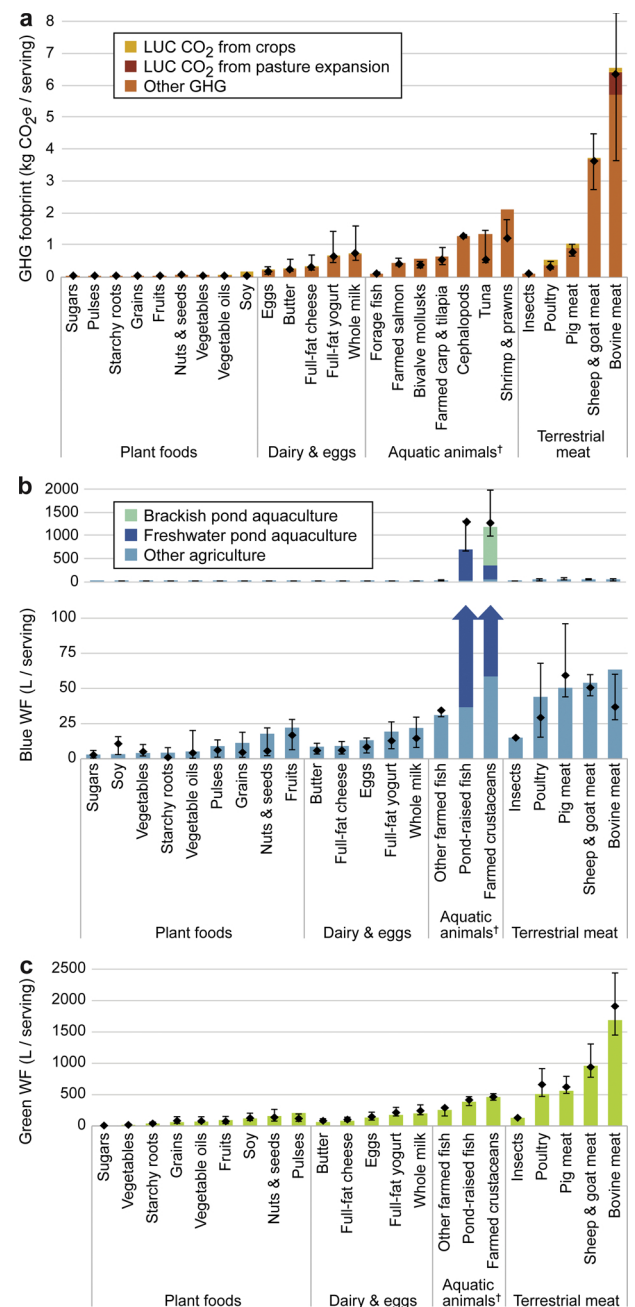 a
8
7
6
5
4
3
2
1
0
GHG footprint (kg CO₂e / serving)
LUC CO₂ from crops
LUC CO₂ from pasture expansion
Other GHG
Sugars
Pulses
Starchy roots
Grains
Fruits
Nuts & seeds
Vegetables
Vegetable oils
Soy
Eggs
Butter
Full-fat cheese
Full-fat yogurt
Whole milk
Forage fish
Farmed salmon
Bivalve mollusks
Farmed carp & tilapia
Cephalopods
Tuna
Shrimp & prawns
Insects
Poultry
Pig meat
Sheep & goat meat
Bovine meat
Plant foods
Dairy & eggs
Aquatic animals†
Terrestrial
meat
b
2000
1500
1000
500
0
Brackish pond aquaculture
Freshwater pond aquaculture
Other agriculture
100
75
50
25
0
Blue WF (L / serving)
Sugars
Soy
Vegetables
Starchy roots
Vegetable oils
Pulses
Grains
Nuts & seeds
Fruits
Butter
Full-fat cheese
Eggs
Full-fat yogurt
Whole milk
Other farmed fish
Pond-raised fish
Farmed crustaceans
Insects
Poultry
Pig meat
Sheep & goat meat
Bovine meat
Plant foods
Dairy & eggs
Aquatic
animals†
Terrestrial meat
c
2500
2000
1500
1000
500
0
Green WF (L / serving)
Sugars
Vegetables
Starchy roots
Grains
Vegetable oils
Fruits
Soy
Nuts & seeds
Pulses
Butter
Full-fat cheese
Eggs
Full-fat yogurt
Whole milk
Other farmed fish
Pond-raised fish
Farmed crustaceans
Insects
Poultry
Pig meat
Sheep & goat meat
Bovine meat
Plant foods
Dairy & eggs
Aquatic
animals†
Terrestrial meat